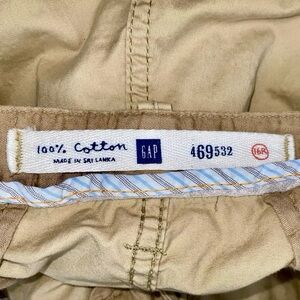 100% Cotton
MADE IN SRI LANKA
GAP
469532
16R